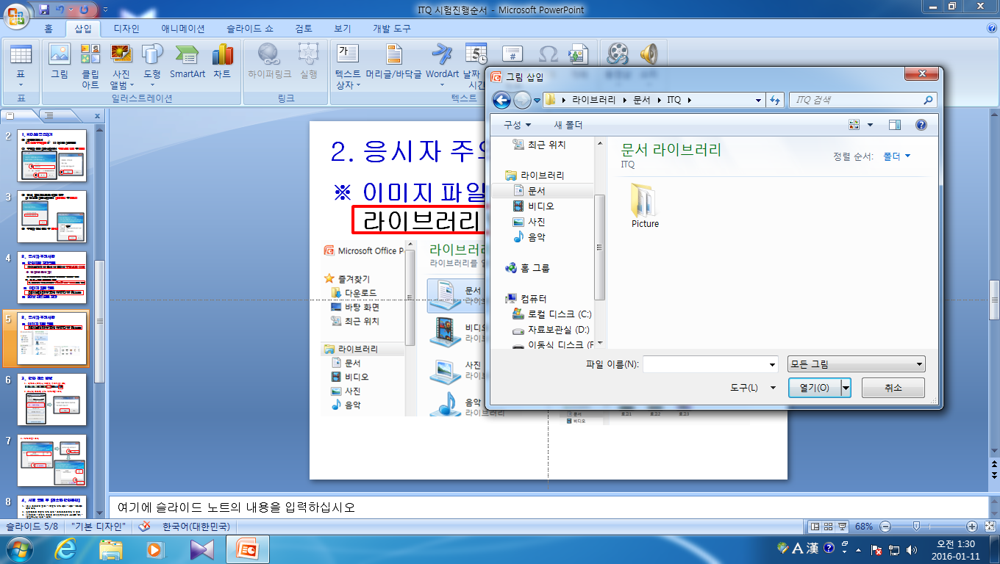 ITQ 시험진행순서 - Microsoft PowerPoint
홈 삽입 디자인 애니메이션 슬라이드 쇼 검토 보기 개발 도구
표 그림 클립 아트 사진 앨범 도형 SmartArt 차트 하이퍼링크 실행 텍스트 상자 머리글/바닥글 WordArt 날짜 시간
표 일러스트레이션 링크 텍스트
2
3
4
5
6
7
8
2. 응시자 주의
※ 이미지 파일
라이브러리
Microsoft Office P
즐겨찾기
다운로드
바탕 화면
최근 위치
라이브러리
문서
비디오
사진
음악
라이브러리
라이브러리를 열
문서
라이브
비디오
라이브
사진
라이브
음악
라이브러리
문서
비디오
로고1 로고2 로고3
그림 삽입
라이브러리 문서 ITQ
ITQ 검색
구성 새 폴더
최근 위치
라이브러리
문서
비디오
사진
음악
홈 그룹
컴퓨터
로컬 디스크 (C:)
자료보관실 (D:)
이동식 디스크 (F
문서 라이브러리
ITQ
정렬 순서: 폴더
Picture
파일 이름(N):
모든 그림
도구(L) 열기(O) 취소
여기에 슬라이드 노트의 내용을 입력하십시오
슬라이드 5/8 "기본 디자인" 한국어(대한민국) 68%
A 漢
오전 1:30
2016-01-11